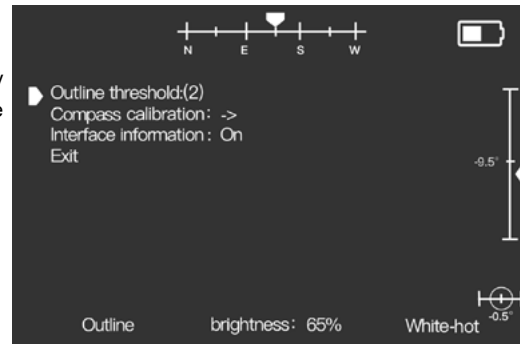 N E S W
Outline threshold:(2)
Compass calibration: ->
Interface information: On
Exit
-9.5°
-0.5°
Outline brightness: 65% White-hot